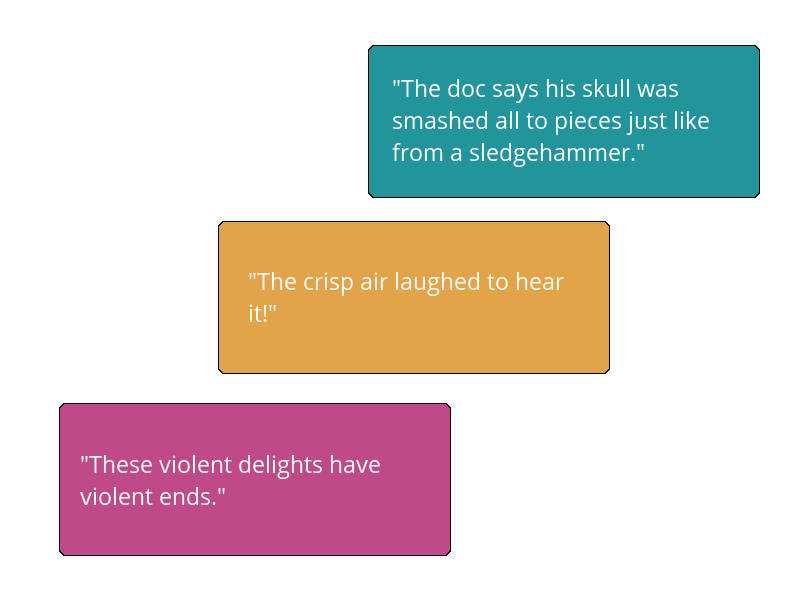 "The doc says his skull was
smashed all to pieces just like
from a sledgehammer."
"The crisp air laughed to hear
it!"
"These violent delights have
violent ends."